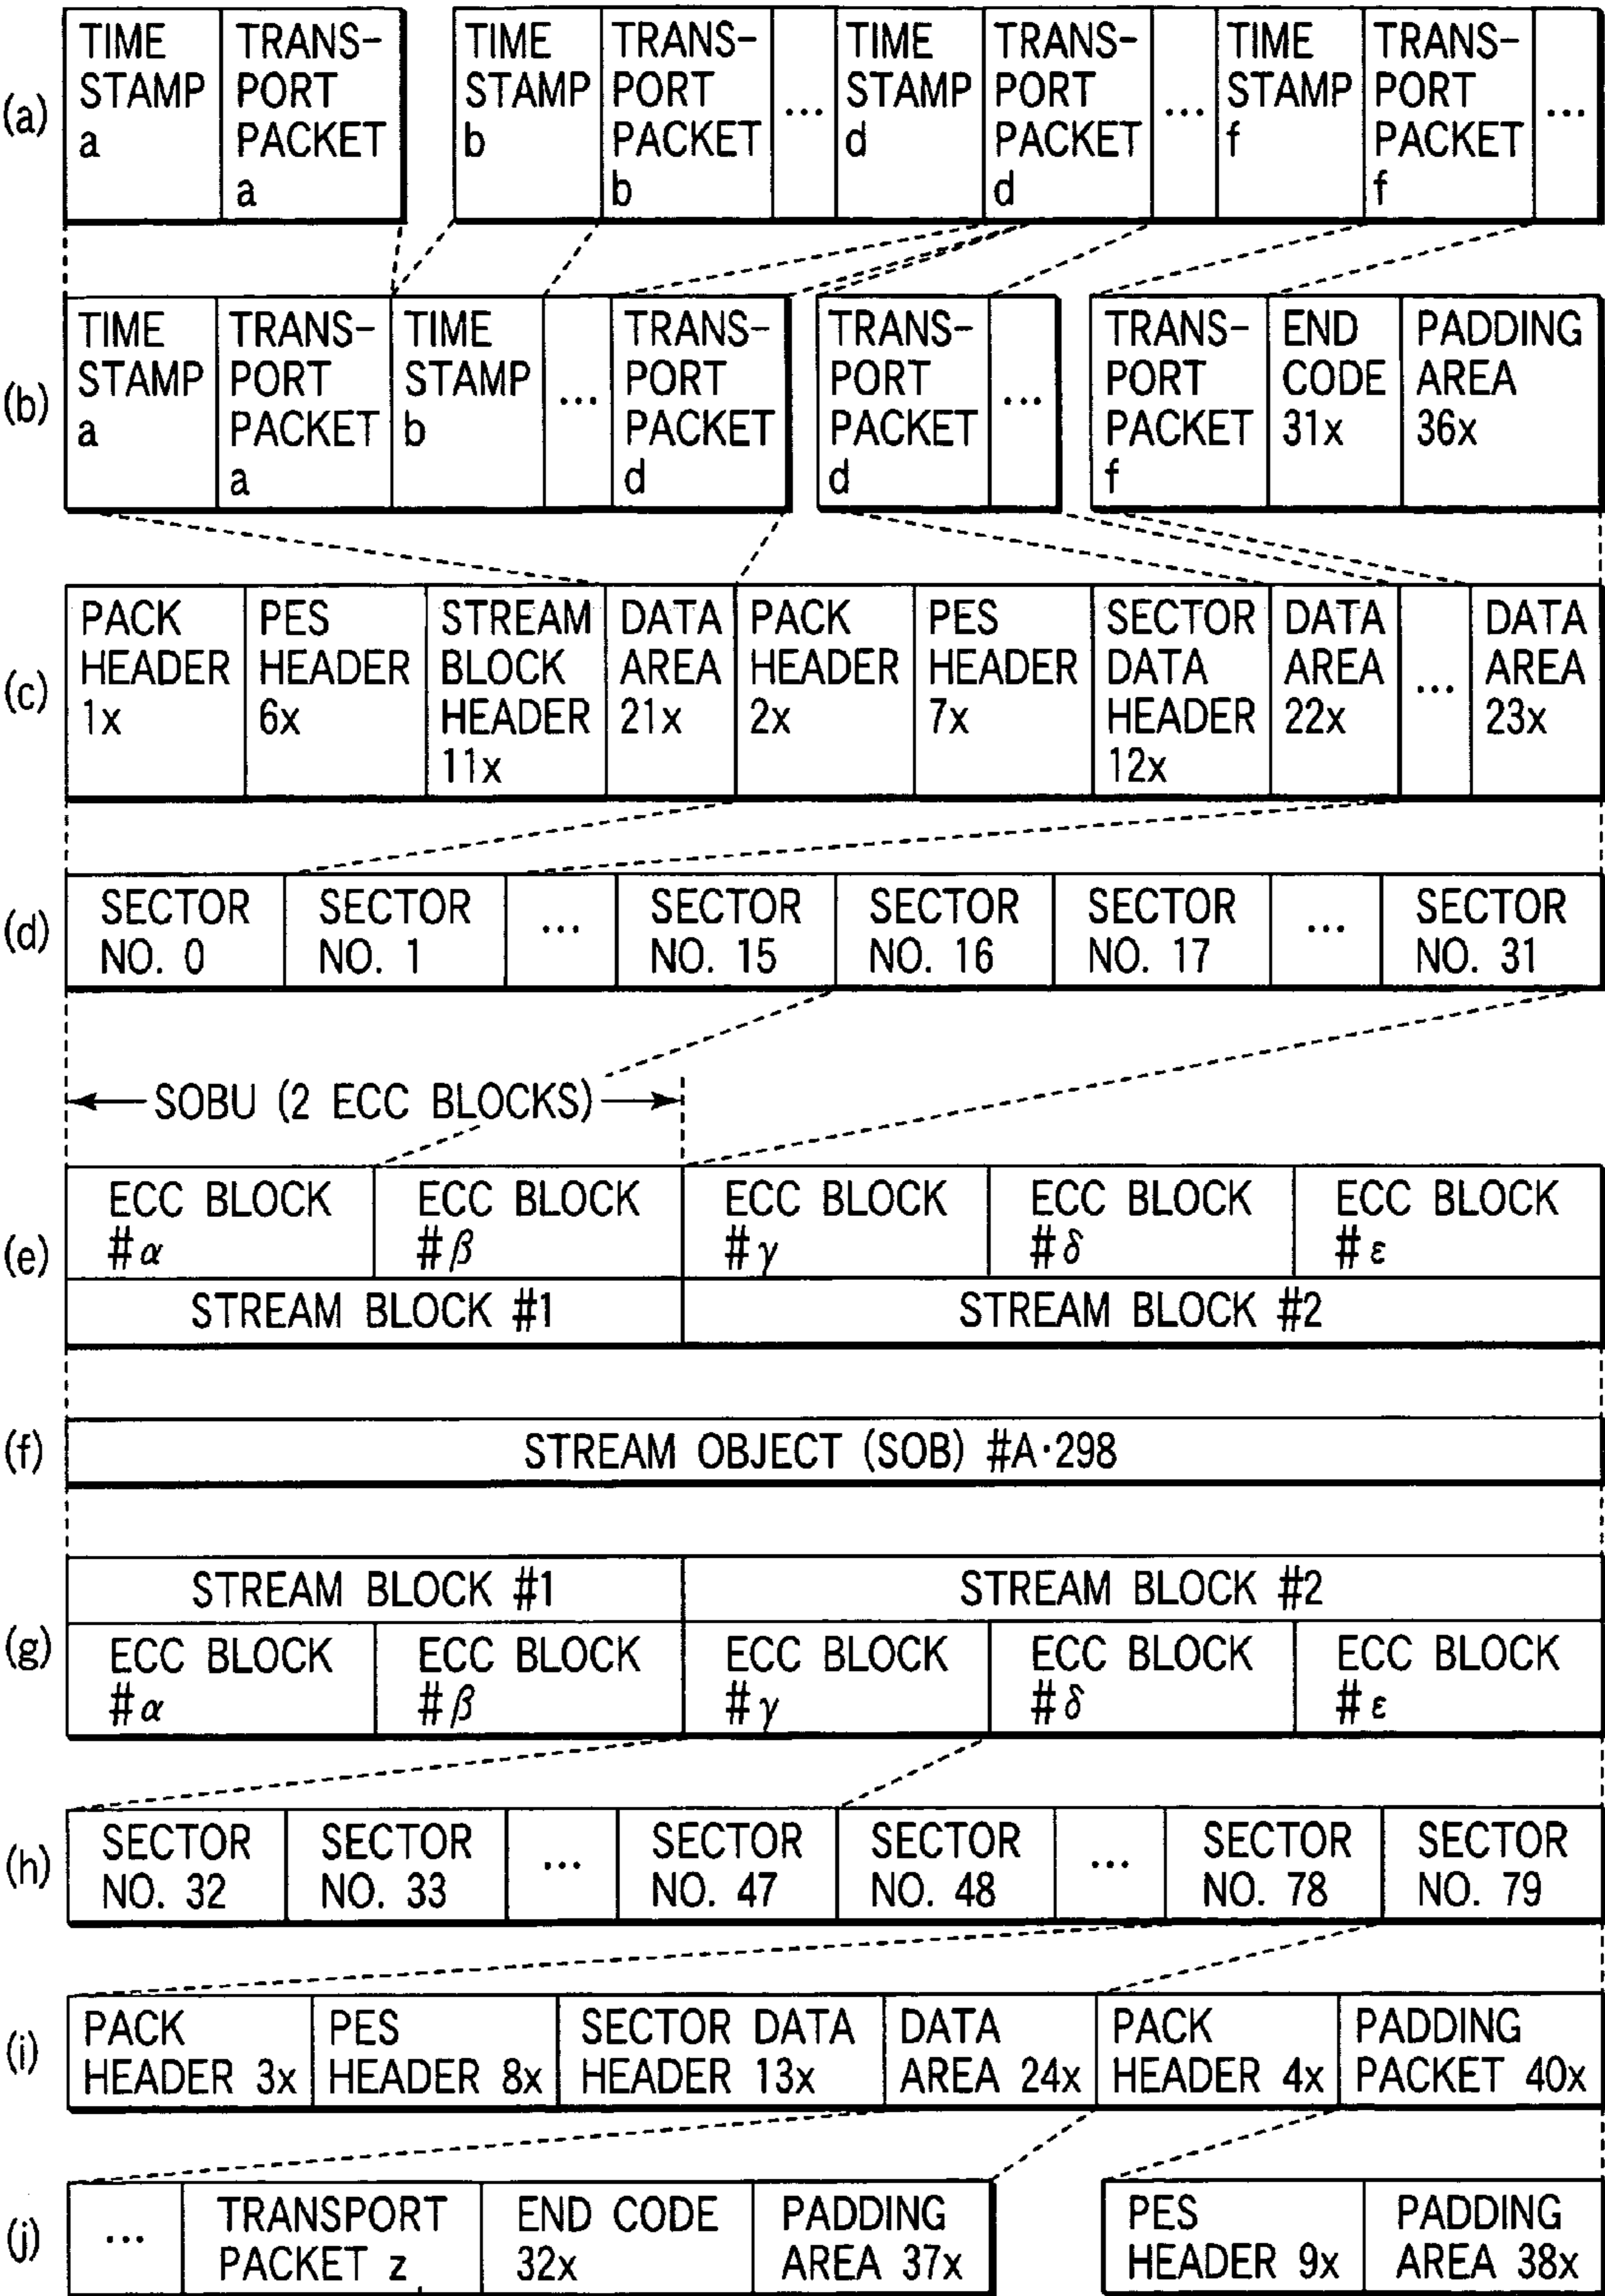 (a)
TIME STAMP a
TRANS-PORT PACKET a
TIME STAMP b
TRANS-PORT PACKET b
...
TIME STAMP d
TRANS-PORT PACKET d
...
TIME STAMP f
TRANS-PORT PACKET f
...
(b)
TIME STAMP a
TRANS-PORT PACKET a
TIME STAMP b
...
TRANS-PORT PACKET d
TRANS-PORT PACKET d
...
TRANS-PORT PACKET f
END CODE 31x
PADDING AREA 36x
(c)
PACK HEADER 1x
PES HEADER 6x
STREAM BLOCK HEADER 11x
DATA AREA 21x
PACK HEADER 2x
PES HEADER 7x
SECTOR DATA HEADER 12x
DATA AREA 22x
...
DATA AREA 23x
(d)
SECTOR NO. 0
SECTOR NO. 1
...
SECTOR NO. 15
SECTOR NO. 16
SECTOR NO. 17
...
SECTOR NO. 31
SOBU (2 ECC BLOCKS)
(e)
ECC BLOCK #α
ECC BLOCK #β
ECC BLOCK #γ
ECC BLOCK #δ
ECC BLOCK #ε
STREAM BLOCK #1
STREAM BLOCK #2
(f)
STREAM OBJECT (SOB) #A·298
(g)
STREAM BLOCK #1
STREAM BLOCK #2
ECC BLOCK #α
ECC BLOCK #β
ECC BLOCK #γ
ECC BLOCK #δ
ECC BLOCK #ε
(h)
SECTOR NO. 32
SECTOR NO. 33
...
SECTOR NO. 47
SECTOR NO. 48
...
SECTOR NO. 78
SECTOR NO. 79
(i)
PACK HEADER 3x
PES HEADER 8x
SECTOR DATA HEADER 13x
DATA AREA 24x
PACK HEADER 4x
PADDING PACKET 40x
(j)
...
TRANSPORT PACKET z
END CODE 32x
PADDING AREA 37x
PES HEADER 9x
PADDING AREA 38x